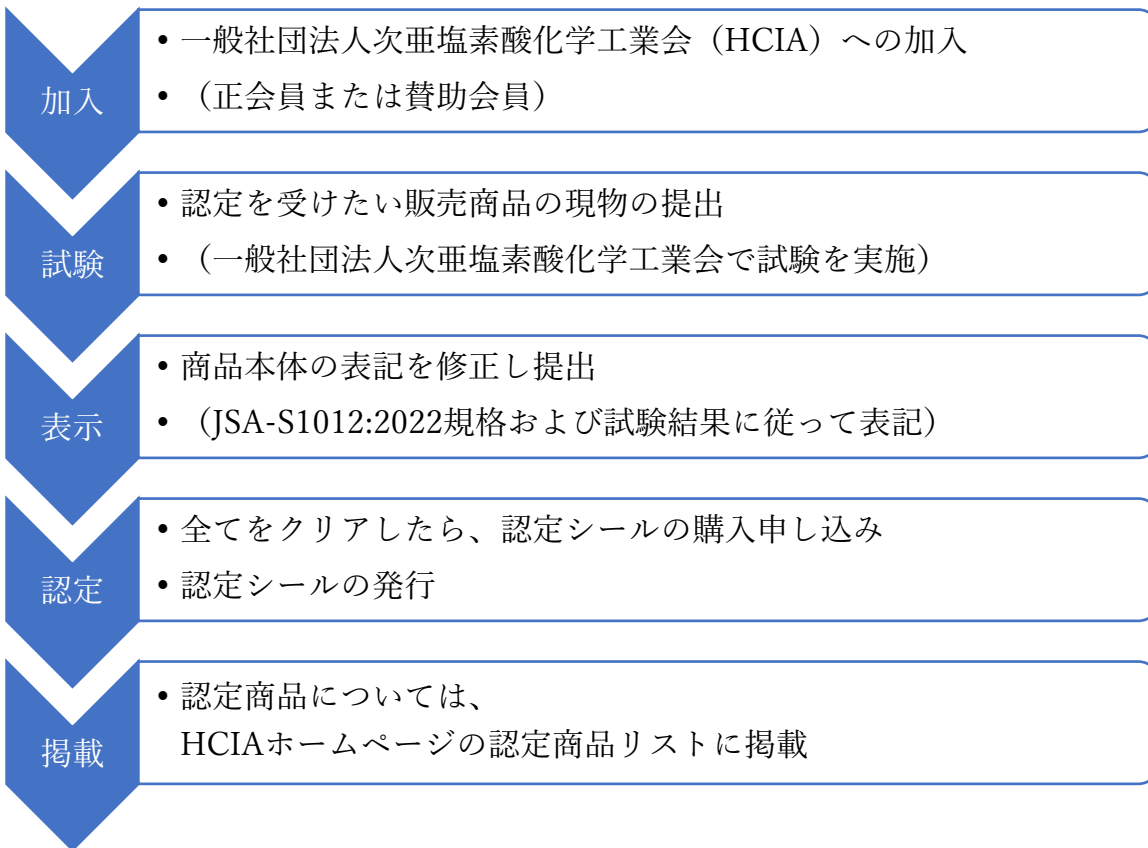 加入
• 一般社団法人次亜塩素酸化学工業会（HCIA）への加入
• （正会員または賛助会員）
試験
• 認定を受けたい販売商品の現物の提出
• （一般社団法人次亜塩素酸化学工業会で試験を実施）
表示
• 商品本体の表記を修正し提出
• （JSA-S1012:2022規格および試験結果に従って表記）
認定
• 全てをクリアしたら、認定シールの購入申し込み
• 認定シールの発行
掲載
• 認定商品については、
HCIAホームページの認定商品リストに掲載